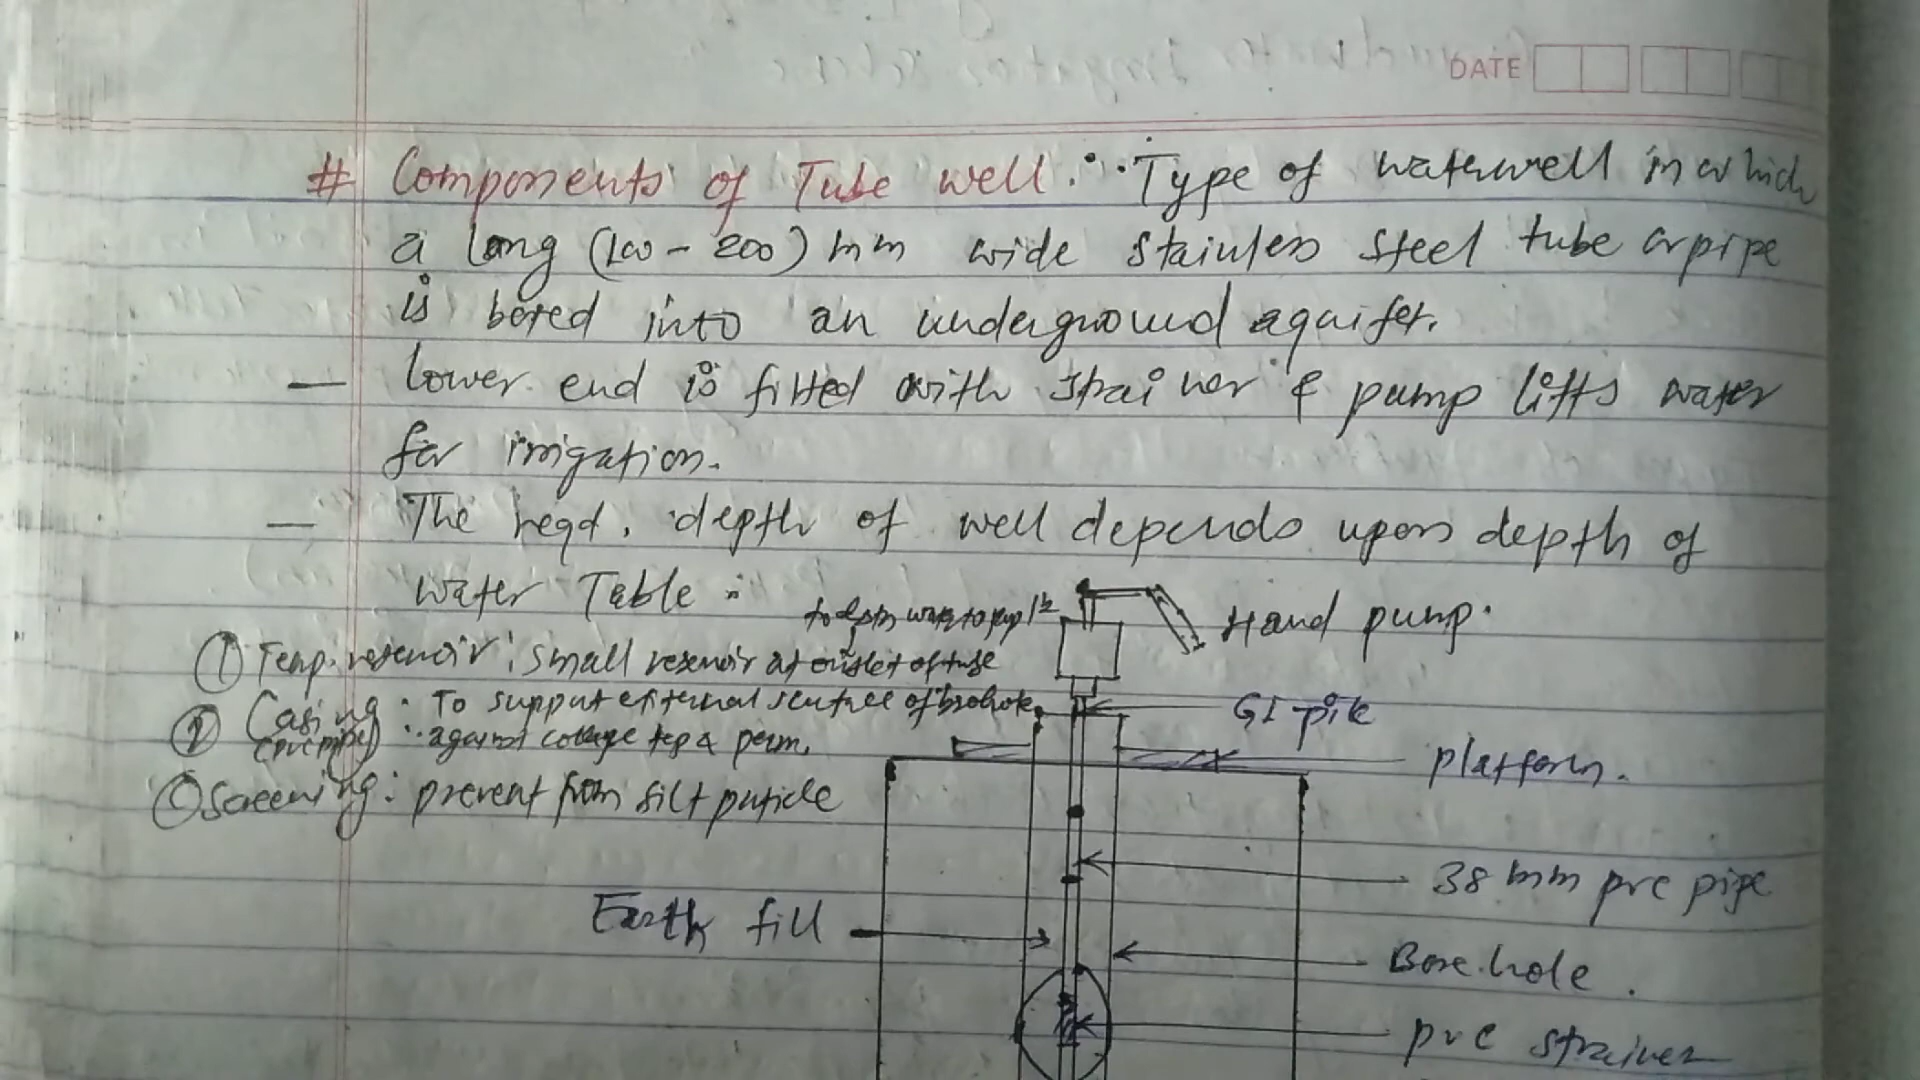 DATE
# Components of Tube well: Type of waterwell in which
a long (100-200) mm wide stainless steel tube or pipe
is bored into an underground aquifer.
— lower end is fitted with strainer & pump lifts water
for irrigation.
— The reqd. depth of well depends upon depth of
water Table :
Hand pump.
① Temp. reservoir : small reservoir at outlet of tube
② Casing : To support external surface of borehole
(pvc pipe) against collapse temp & perm.
GI pipe
platform.
③ Screening : prevent from silt particle
38 mm pvc pipe
Earth fill
Bore hole.
pvc strainer